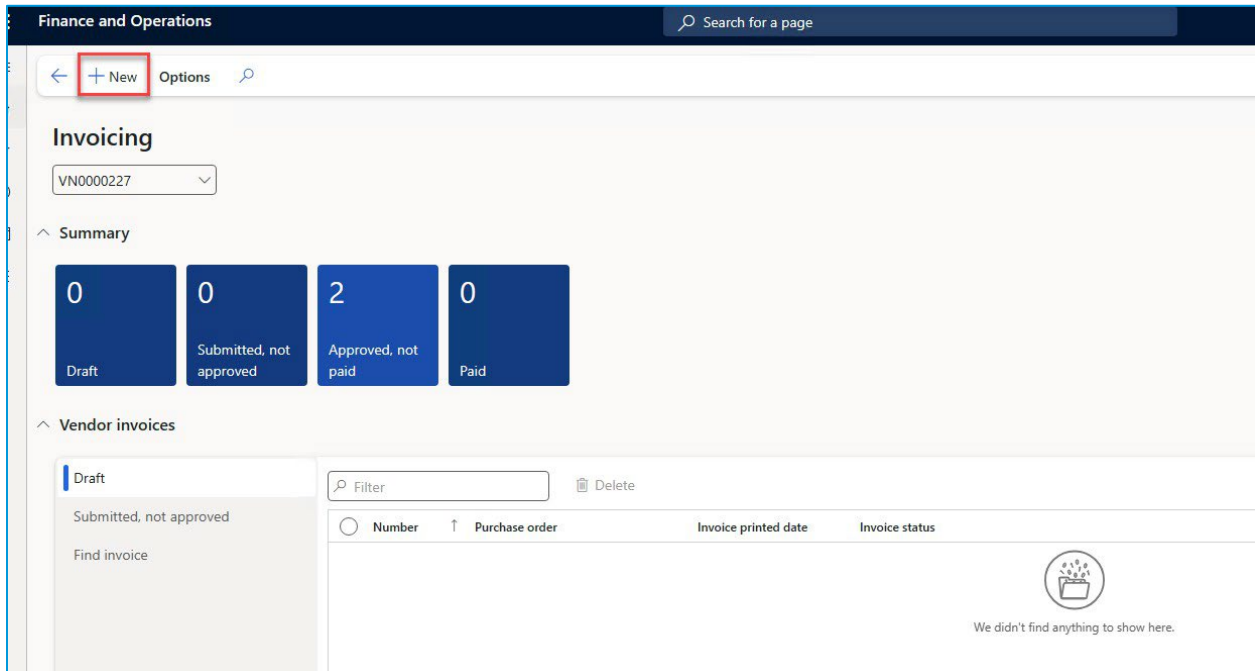 Finance and Operations
Search for a page
New Options
Invoicing
VN0000227
Summary
0 0 2 0
Submitted, not Approved, not
Draft approved paid Paid
Vendor invoices
Draft
Filter Delete
Submitted, not approved
Number Purchase order Invoice printed date Invoice status
Find invoice
We didn't find anything to show here.